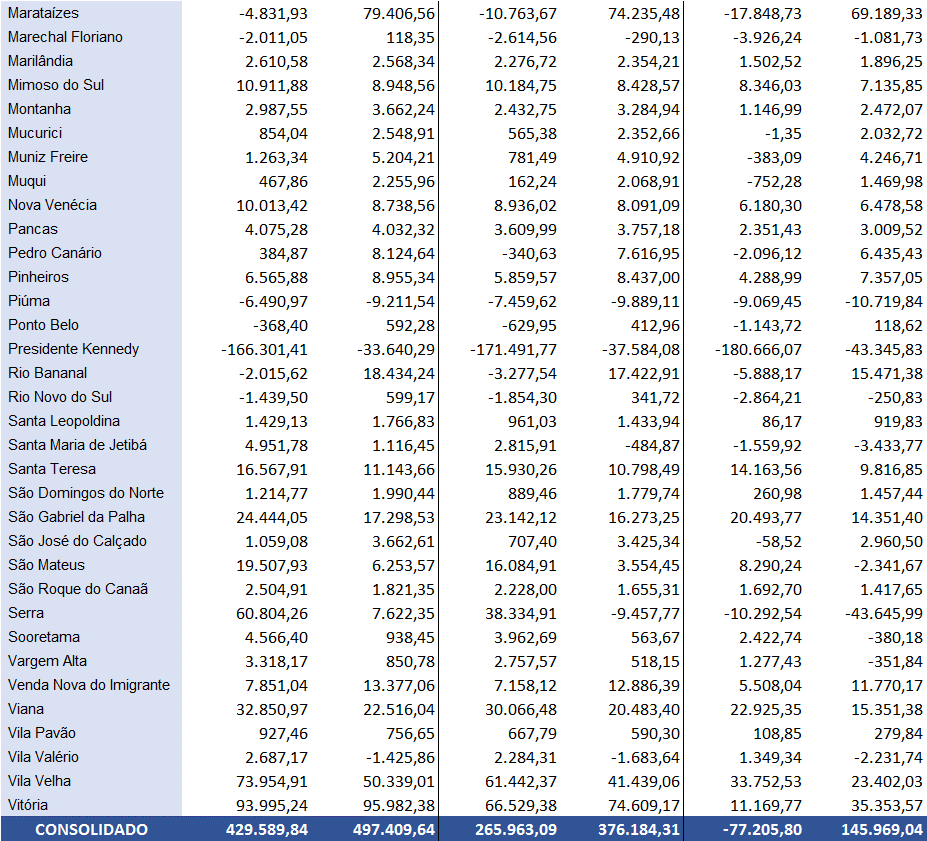 Marataízes -4.831,93 79.406,56 -10.763,67 74.235,48 -17.848,73 69.189,33
Marechal Floriano -2.011,05 118,35 -2.614,56 -290,13 -3.926,24 -1.081,73
Marilândia 2.610,58 2.568,34 2.276,72 2.354,21 1.502,52 1.896,25
Mimoso do Sul 10.911,88 8.948,56 10.184,75 8.428,57 8.346,03 7.135,85
Montanha 2.987,55 3.662,24 2.432,75 3.284,94 1.146,99 2.472,07
Mucurici 854,04 2.548,91 565,38 2.352,66 -1,35 2.032,72
Muniz Freire 1.263,34 5.204,21 781,49 4.910,92 -383,09 4.246,71
Muqui 467,86 2.255,96 162,24 2.068,91 -752,28 1.469,98
Nova Venécia 10.013,42 8.738,56 8.936,02 8.091,09 6.180,30 6.478,58
Pancas 4.075,28 4.032,32 3.609,99 3.757,18 2.351,43 3.009,52
Pedro Canário 384,87 8.124,64 -340,63 7.616,95 -2.096,12 6.435,43
Pinheiros 6.565,88 8.955,34 5.859,57 8.437,00 4.288,99 7.357,05
Piúma -6.490,97 -9.211,54 -7.459,62 -9.889,11 -9.069,45 -10.719,84
Ponto Belo -368,40 592,28 -629,95 412,96 -1.143,72 118,62
Presidente Kennedy -166.301,41 -33.640,29 -171.491,77 -37.584,08 -180.666,07 -43.345,83
Rio Bananal -2.015,62 18.434,24 -3.277,54 17.422,91 -5.888,17 15.471,38
Rio Novo do Sul -1.439,50 599,17 -1.854,30 341,72 -2.864,21 -250,83
Santa Leopoldina 1.429,13 1.766,83 961,03 1.433,94 86,17 919,83
Santa Maria de Jetibá 4.951,78 1.116,45 2.815,91 -484,87 -1.559,92 -3.433,77
Santa Teresa 16.567,91 11.143,66 15.930,26 10.798,49 14.163,56 9.816,85
São Domingos do Norte 1.214,77 1.990,44 889,46 1.779,74 260,98 1.457,44
São Gabriel da Palha 24.444,05 17.298,53 23.142,12 16.273,25 20.493,77 14.351,40
São José do Calçado 1.059,08 3.662,61 707,40 3.425,34 -58,52 2.960,50
São Mateus 19.507,93 6.253,57 16.084,91 3.554,45 8.290,24 -2.341,67
São Roque do Canaã 2.504,91 1.821,35 2.228,00 1.655,31 1.692,70 1.417,65
Serra 60.804,26 7.622,35 38.334,91 -9.457,77 -10.292,54 -43.645,99
Sooretama 4.566,40 938,45 3.962,69 563,67 2.422,74 -380,18
Vargem Alta 3.318,17 850,78 2.757,57 518,15 1.277,43 -351,84
Venda Nova do Imigrante 7.851,04 13.377,06 7.158,12 12.886,39 5.508,04 11.770,17
Viana 32.850,97 22.516,04 30.066,48 20.483,40 22.925,35 15.351,38
Vila Pavão 927,46 756,65 667,79 590,30 108,85 279,84
Vila Valério 2.687,17 -1.425,86 2.284,31 -1.683,64 1.349,34 -2.231,74
Vila Velha 73.954,91 50.339,01 61.442,37 41.439,06 33.752,53 23.402,03
Vitória 93.995,24 95.982,38 66.529,38 74.609,17 11.169,77 35.353,57
CONSOLIDADO 429.589,84 497.409,64 265.963,09 376.184,31 -77.205,80 145.969,04